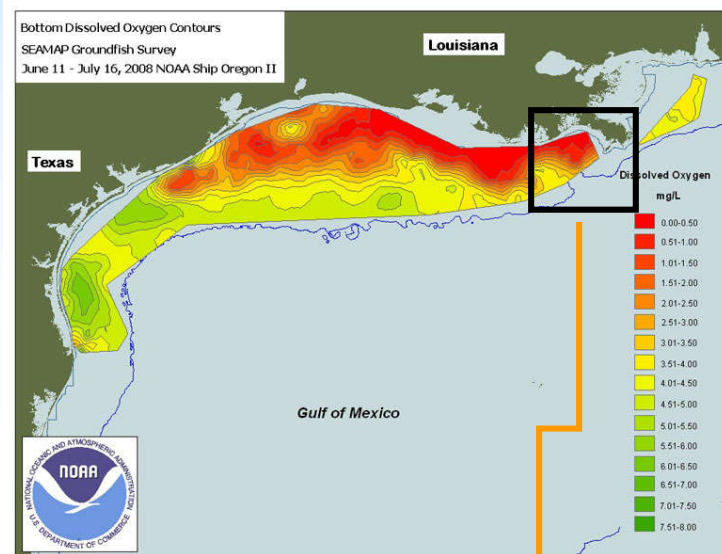 Bottom Dissolved Oxygen Contours
SEAMAP Groundfish Survey
June 11 - July 16, 2008 NOAA Ship Oregon II
Louisiana
Texas
Dissolved Oxygen
mg/L
0.00-0.50
0.51-1.00
1.01-1.50
1.51-2.00
2.01-2.50
2.51-3.00
3.01-3.50
3.51-4.00
4.01-4.50
4.51-5.00
5.01-5.50
5.51-6.00
6.01-6.50
6.51-7.00
7.01-7.50
7.51-8.00
Gulf of Mexico
NATIONAL OCEANIC AND ATMOSPHERIC ADMINISTRATION
NOAA
U.S. DEPARTMENT OF COMMERCE